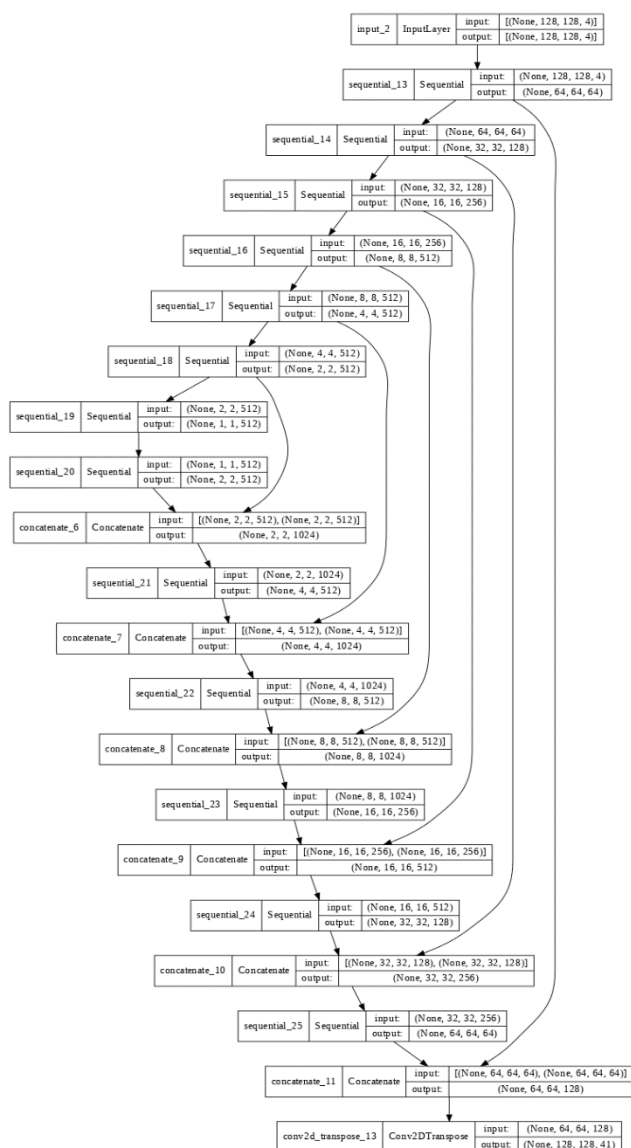 input_2 InputLayer input: [(None, 128, 128, 4)]
output: [(None, 128, 128, 4)]
sequential_13 Sequential input: (None, 128, 128, 4)
output: (None, 64, 64, 64)
sequential_14 Sequential input: (None, 64, 64, 64)
output: (None, 32, 32, 128)
sequential_15 Sequential input: (None, 32, 32, 128)
output: (None, 16, 16, 256)
sequential_16 Sequential input: (None, 16, 16, 256)
output: (None, 8, 8, 512)
sequential_17 Sequential input: (None, 8, 8, 512)
output: (None, 4, 4, 512)
sequential_18 Sequential input: (None, 4, 4, 512)
output: (None, 2, 2, 512)
sequential_19 Sequential input: (None, 2, 2, 512)
output: (None, 1, 1, 512)
sequential_20 Sequential input: (None, 1, 1, 512)
output: (None, 2, 2, 512)
concatenate_6 Concatenate input: [(None, 2, 2, 512), (None, 2, 2, 512)]
output: (None, 2, 2, 1024)
sequential_21 Sequential input: (None, 2, 2, 1024)
output: (None, 4, 4, 512)
concatenate_7 Concatenate input: [(None, 4, 4, 512), (None, 4, 4, 512)]
output: (None, 4, 4, 1024)
sequential_22 Sequential input: (None, 4, 4, 1024)
output: (None, 8, 8, 512)
concatenate_8 Concatenate input: [(None, 8, 8, 512), (None, 8, 8, 512)]
output: (None, 8, 8, 1024)
sequential_23 Sequential input: (None, 8, 8, 1024)
output: (None, 16, 16, 256)
concatenate_9 Concatenate input: [(None, 16, 16, 256), (None, 16, 16, 256)]
output: (None, 16, 16, 512)
sequential_24 Sequential input: (None, 16, 16, 512)
output: (None, 32, 32, 128)
concatenate_10 Concatenate input: [(None, 32, 32, 128), (None, 32, 32, 128)]
output: (None, 32, 32, 256)
sequential_25 Sequential input: (None, 32, 32, 256)
output: (None, 64, 64, 64)
concatenate_11 Concatenate input: [(None, 64, 64, 64), (None, 64, 64, 64)]
output: (None, 64, 64, 128)
conv2d_transpose_13 Conv2DTranspose input: (None, 64, 64, 128)
output: (None, 128, 128, 41)